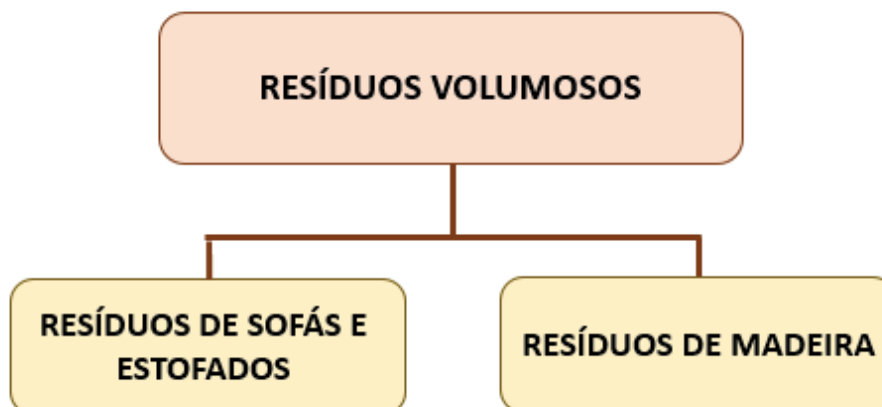 RESÍDUOS VOLUMOSOS
RESÍDUOS DE SOFÁS E
ESTOFADOS
RESÍDUOS DE MADEIRA